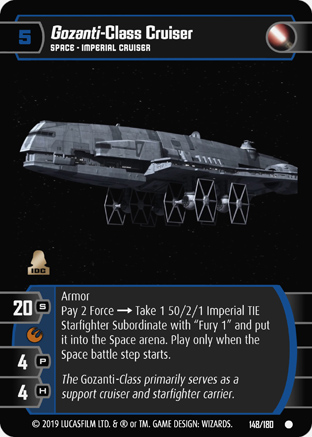 5
Gozanti-Class Cruiser
SPACE • IMPERIAL CRUISER
IDC
20 S
4 P
4 H
Armor
Pay 2 Force → Take 1 50/2/1 Imperial TIE
Starfighter Subordinate with “Fury 1” and put
it into the Space arena. Play only when the
Space battle step starts.
The Gozanti-Class primarily serves as a
support cruiser and starfighter carrier.
© 2019 LUCASFILM LTD. & ® or TM. GAME DESIGN: WIZARDS.
148/180